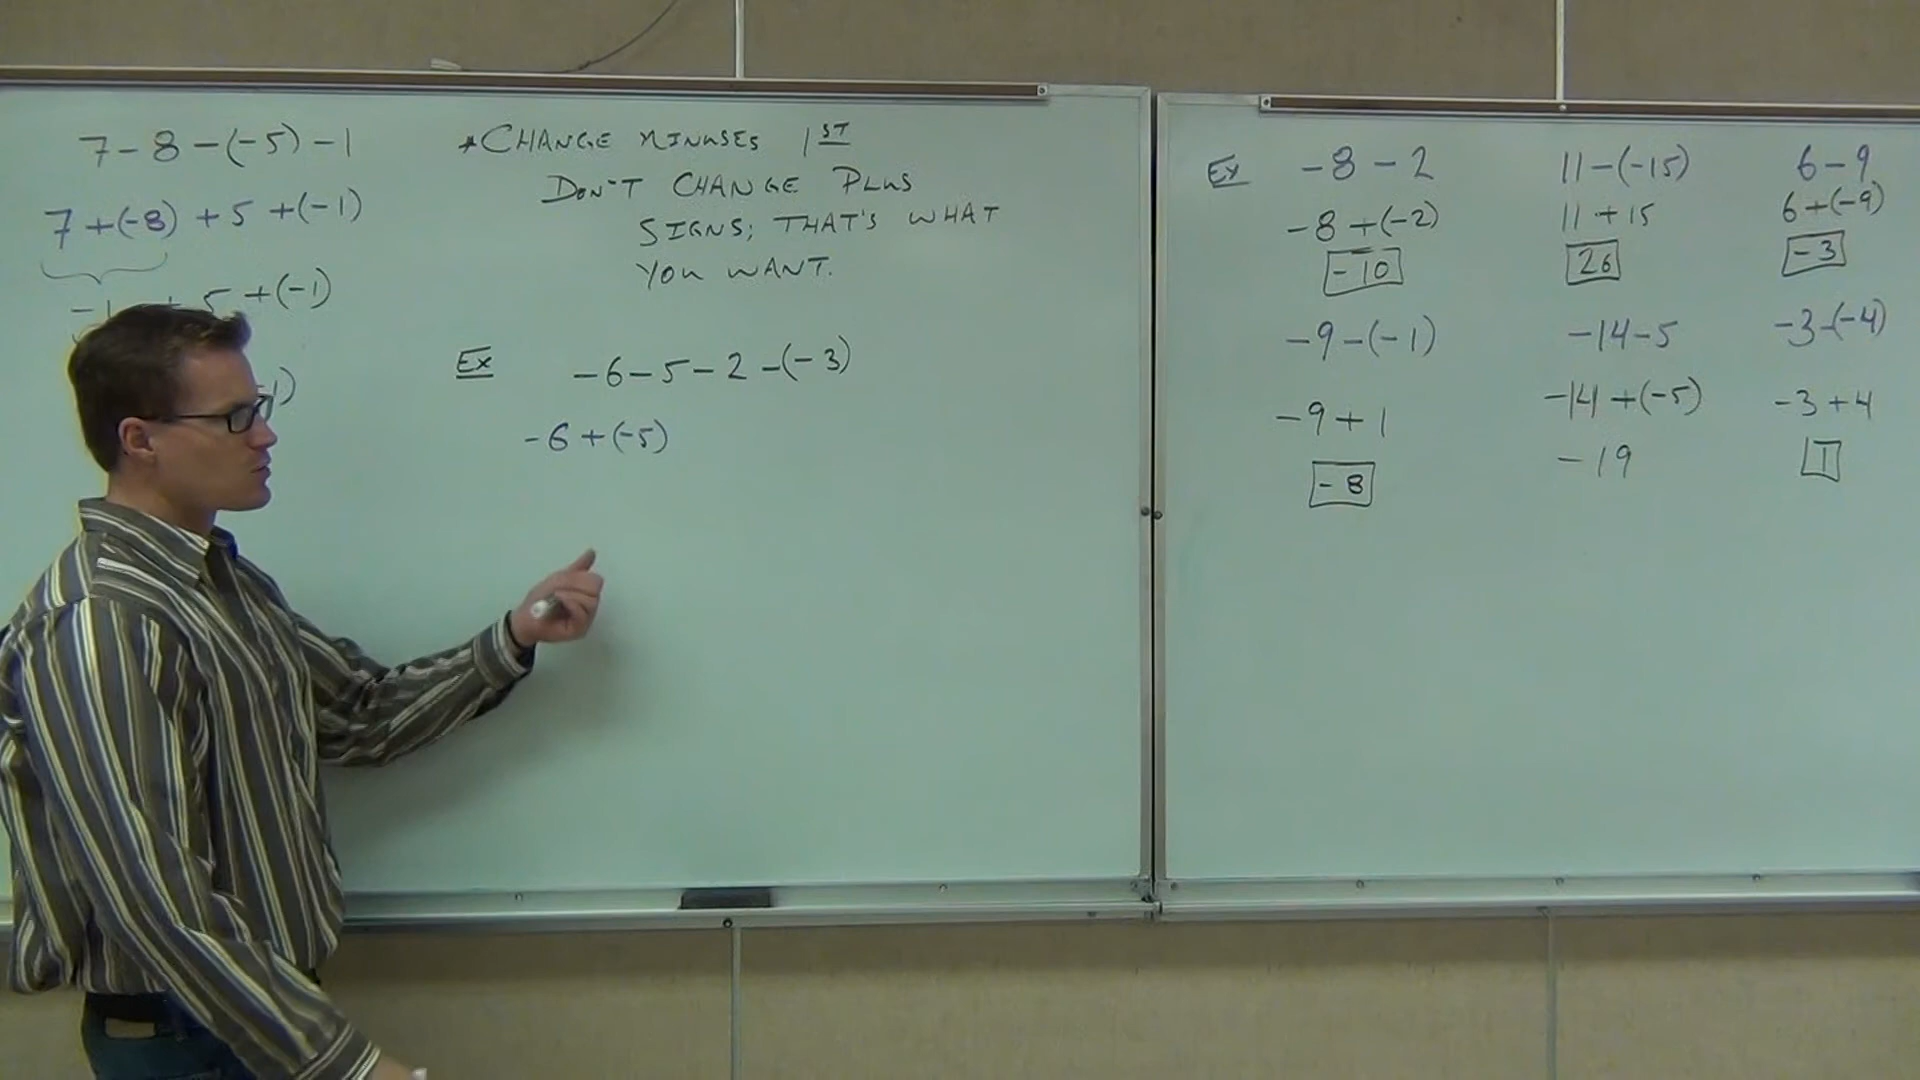 7 - 8 - (-5) - 1
7 + (-8) + 5 + (-1)
-1 + 5 + (-1)
-1)
*CHANGE MINUSES 1ST
DON'T CHANGE PLUS
SIGNS; THAT'S WHAT
YOU WANT.
Ex -6 - 5 - 2 - (-3)
-6 + (-5)
Ex -8 - 2 11 - (-15) 6 - 9
-8 + (-2) 11 + 15 6 + (-9)
-10 26 -3
-9 - (-1) -14 - 5 -3 - (-4)
-9 + 1 -14 + (-5) -3 + 4
-8 -19 1